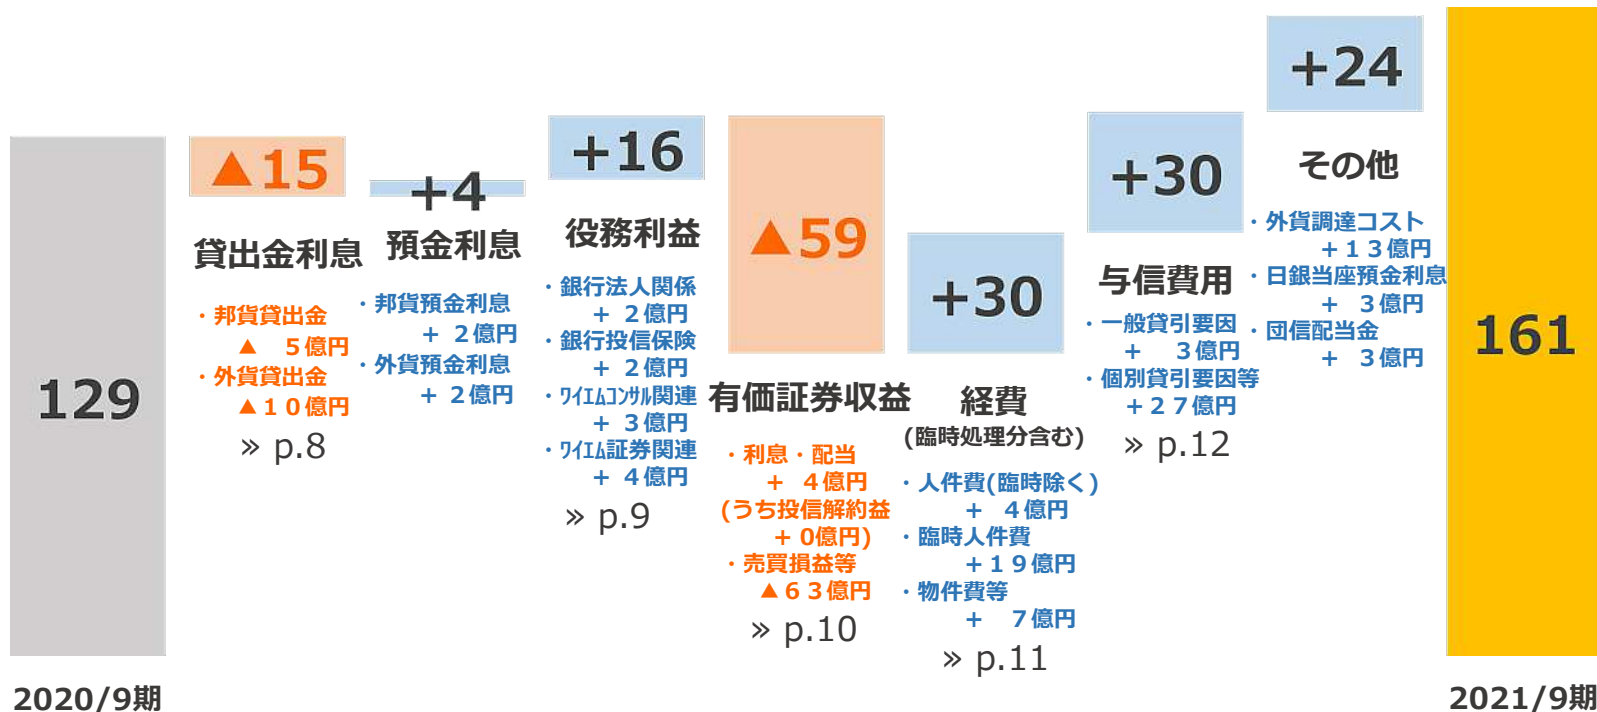 129
2020/9期
▲15
貸出金利息
・邦貨貸出金
▲ 5億円
・外貨貸出金
▲10億円
» p.8
+4
預金利息
・邦貨預金利息
+ 2億円
・外貨預金利息
+ 2億円
+16
役務利益
・銀行法人関係
+ 2億円
・銀行投信保険
+ 2億円
・ﾜｲｴﾑｺﾝｻﾙ関連
+ 3億円
・ﾜｲｴﾑ証券関連
+ 4億円
» p.9
▲59
有価証券収益
・利息・配当
+ 4億円
(うち投信解約益
+0億円)
・売買損益等
▲63億円
» p.10
+30
経費
(臨時処理分含む)
・人件費(臨時除く)
+ 4億円
・臨時人件費
+19億円
・物件費等
+ 7億円
» p.11
+30
与信費用
・一般貸引要因
+ 3億円
・個別貸引要因等
+27億円
» p.12
+24
その他
・外貨調達コスト
+13億円
・日銀当座預金利息
+ 3億円
・団信配当金
+ 3億円
161
2021/9期